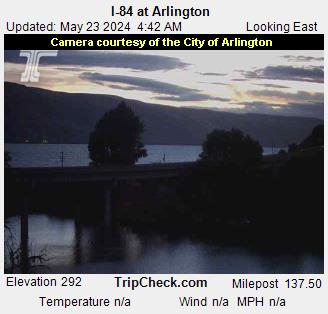 I-84 at Arlington
Updated: May 23 2024 4:42 AM Looking East
Camera courtesy of the City of Arlington
Elevation 292 TripCheck.com Milepost 137.50
Temperature n/a Wind n/a MPH n/a